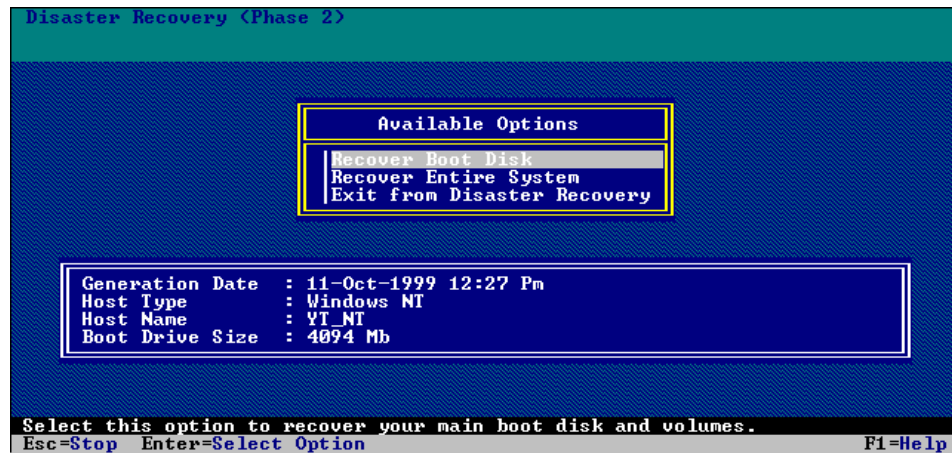 Disaster Recovery (Phase 2)
Available Options
Recover Boot Disk
Recover Entire System
Exit from Disaster Recovery
Generation Date : 11-Oct-1999 12:27 Pm
Host Type : Windows NT
Host Name : YI_NT
Boot Drive Size : 4094 Mb
Select this option to recover your main boot disk and volumes.
Esc=Stop Enter=Select Option F1=Help